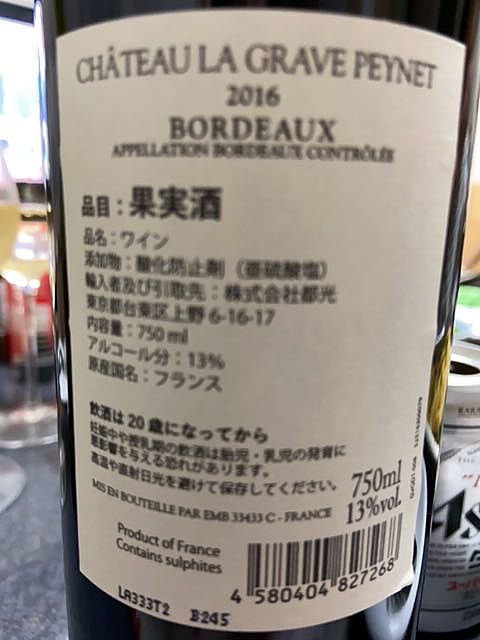 CHÂTEAU LA GRAVE PEYNET
2016
BORDEAUX
APPELLATION BORDEAUX CONTRÔLÉE
品目：果実酒
品名：ワイン
添加物：酸化防止剤（亜硫酸塩）
輸入者及び引取先：株式会社都光
東京都台東区上野 6-16-17
内容量：750 ml
アルコール分：13%
原産国名：フランス
飲酒は 20 歳になってから
妊娠中や授乳期の飲酒は胎児・乳児の発育に
悪影響を与える恐れがあります。
高温や直射日光を避けて保存してください。
MIS EN BOUTEILLE PAR EMB 33433 C - FRANCE
750ml
13%vol.
Product of France
Contains sulphites
4 580404 827268
LA333T2 B245